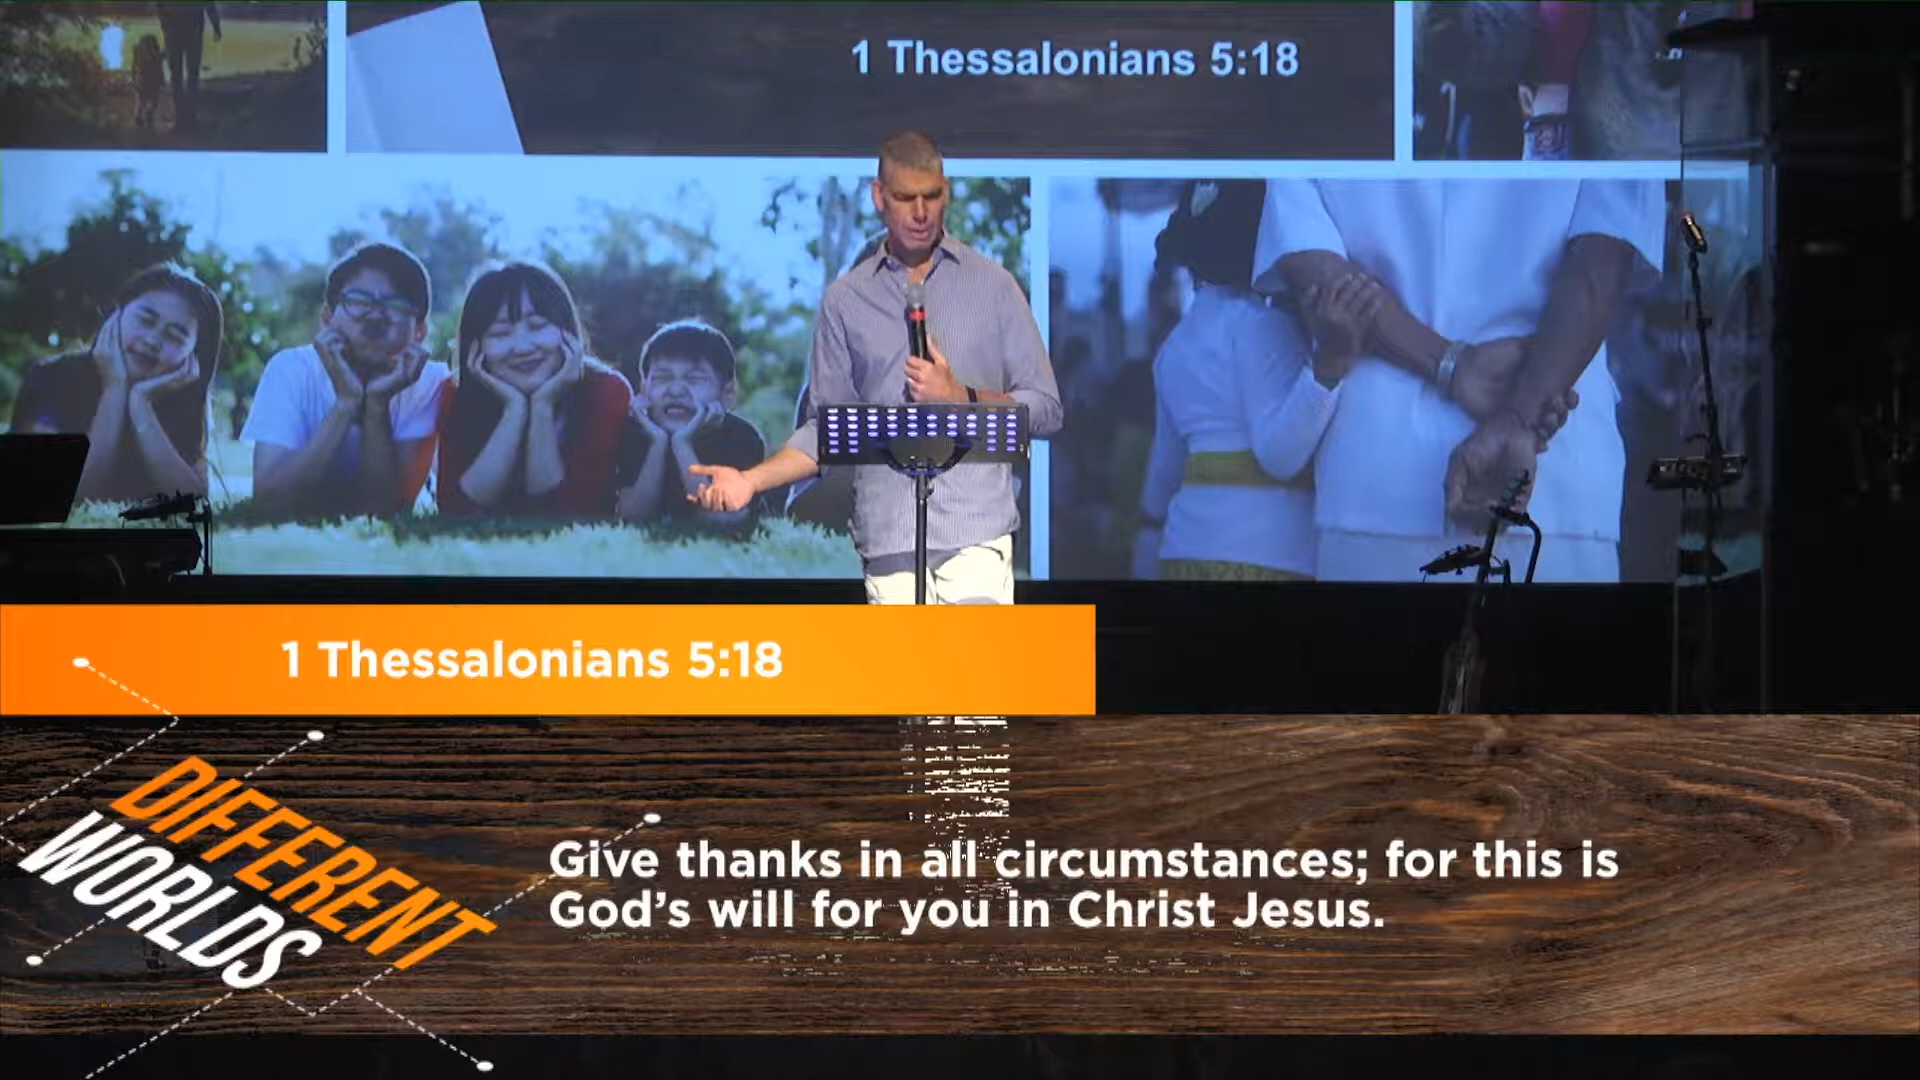 1 Thessalonians 5:18
1 Thessalonians 5:18
DIFFERENT
WORLDS
Give thanks in all circumstances; for this is
God’s will for you in Christ Jesus.